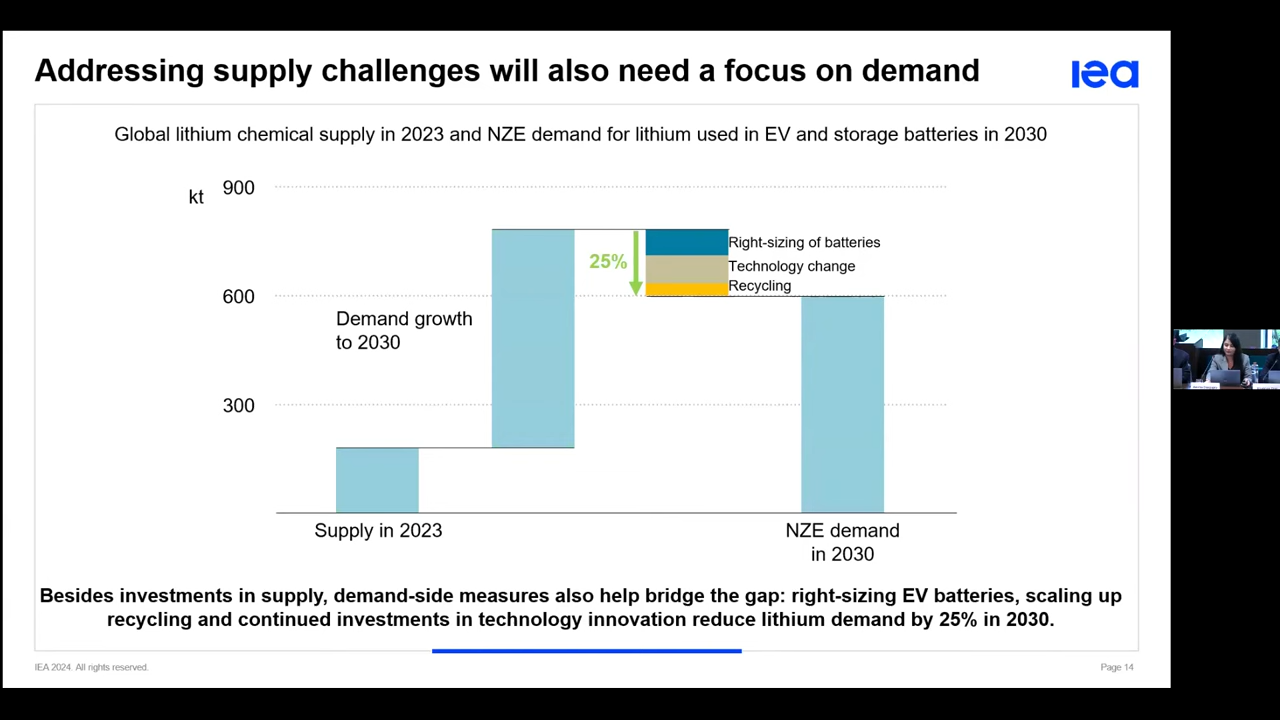 Addressing supply challenges will also need a focus on demand
iea
Global lithium chemical supply in 2023 and NZE demand for lithium used in EV and storage batteries in 2030
kt
900
600
300
Demand growth
to 2030
25%
Right-sizing of batteries
Technology change
Recycling
Supply in 2023
NZE demand
in 2030
Besides investments in supply, demand-side measures also help bridge the gap: right-sizing EV batteries, scaling up
recycling and continued investments in technology innovation reduce lithium demand by 25% in 2030.
IEA 2024. All rights reserved.
Page 14